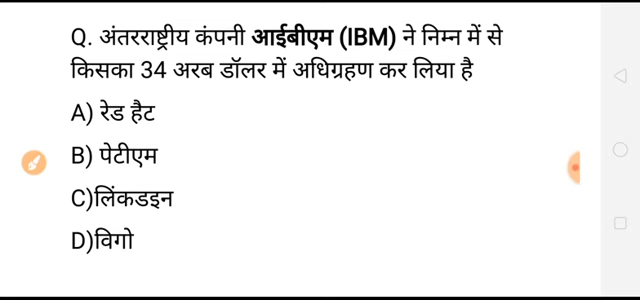 Q. अंतरराष्ट्रीय कंपनी आईबीएम (IBM) ने निम्न में से
किसका 34 अरब डॉलर में अधिग्रहण कर लिया है
A) रेड हैट
B) पेटीएम
C)लिंकडइन
D)विगो